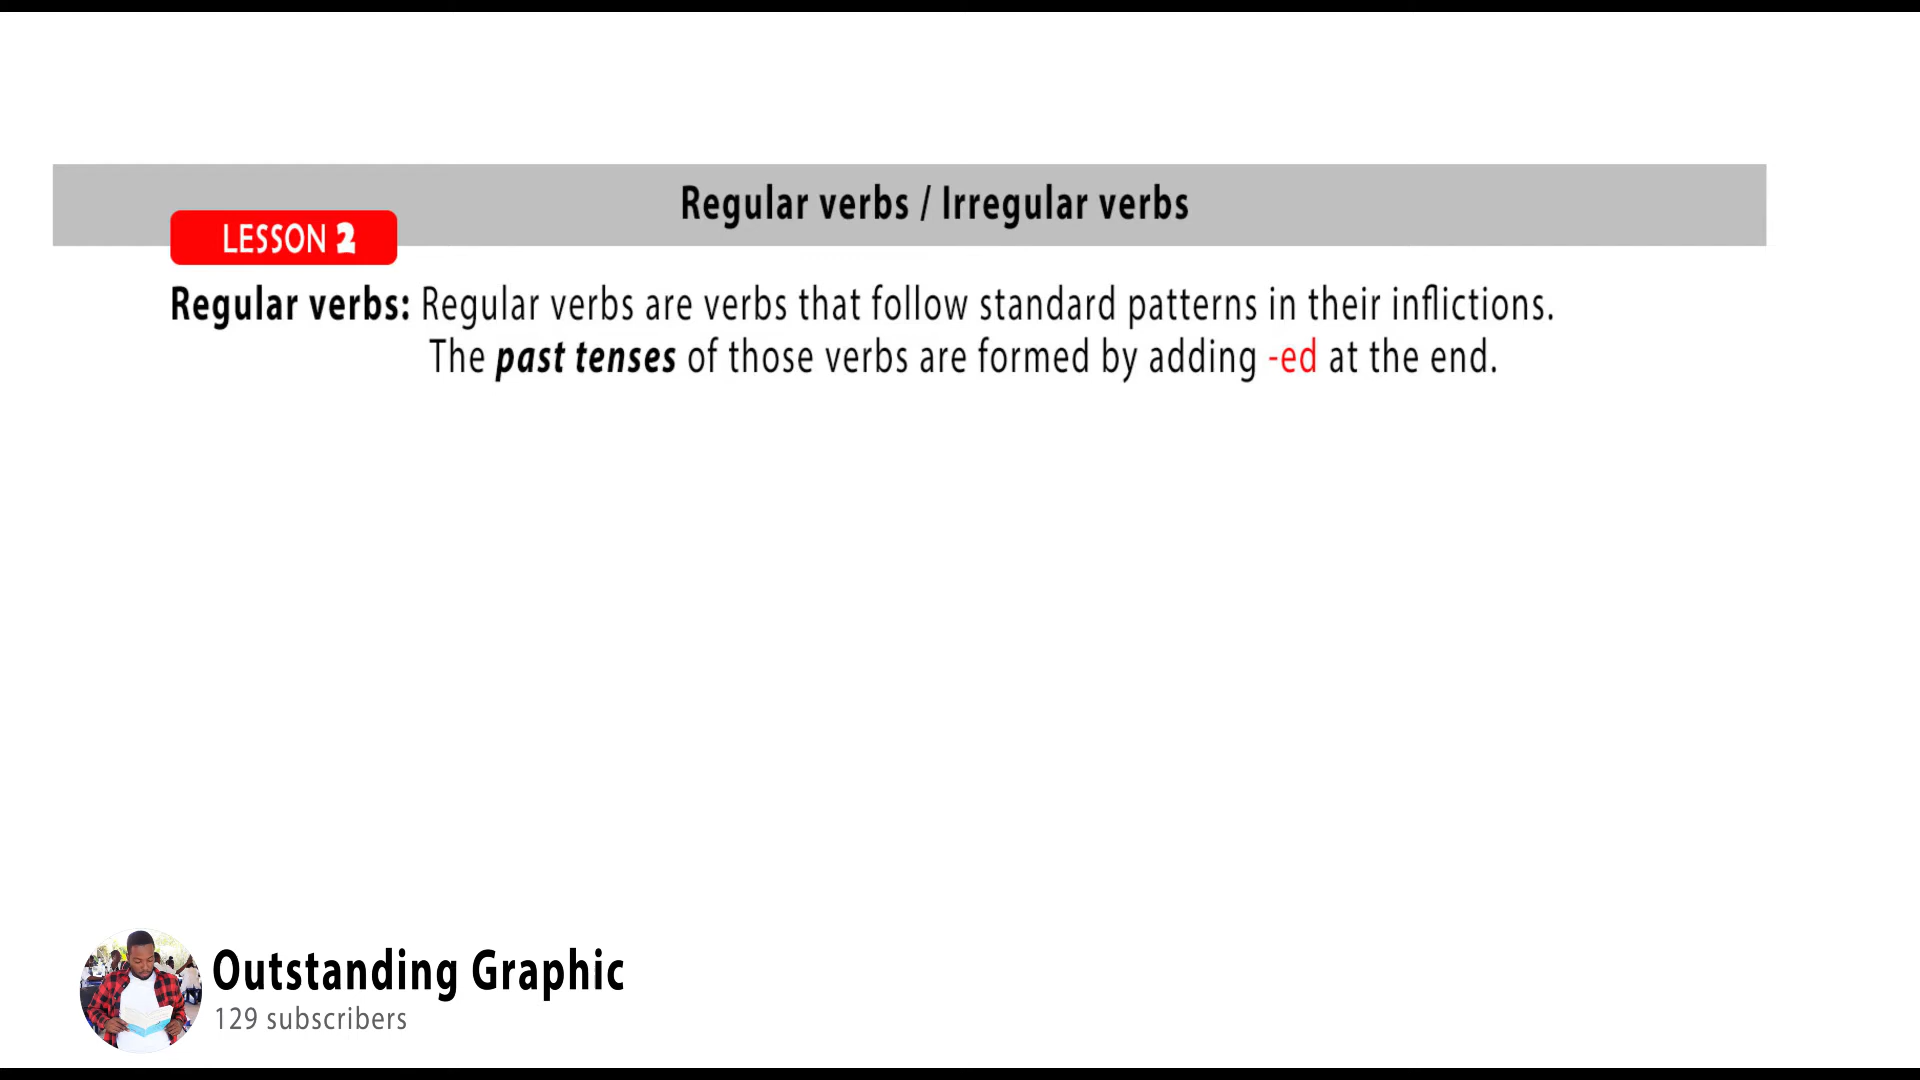 Regular verbs / Irregular verbs
LESSON 2
Regular verbs: Regular verbs are verbs that follow standard patterns in their inflictions.
The past tenses of those verbs are formed by adding -ed at the end.
Outstanding Graphic
129 subscribers